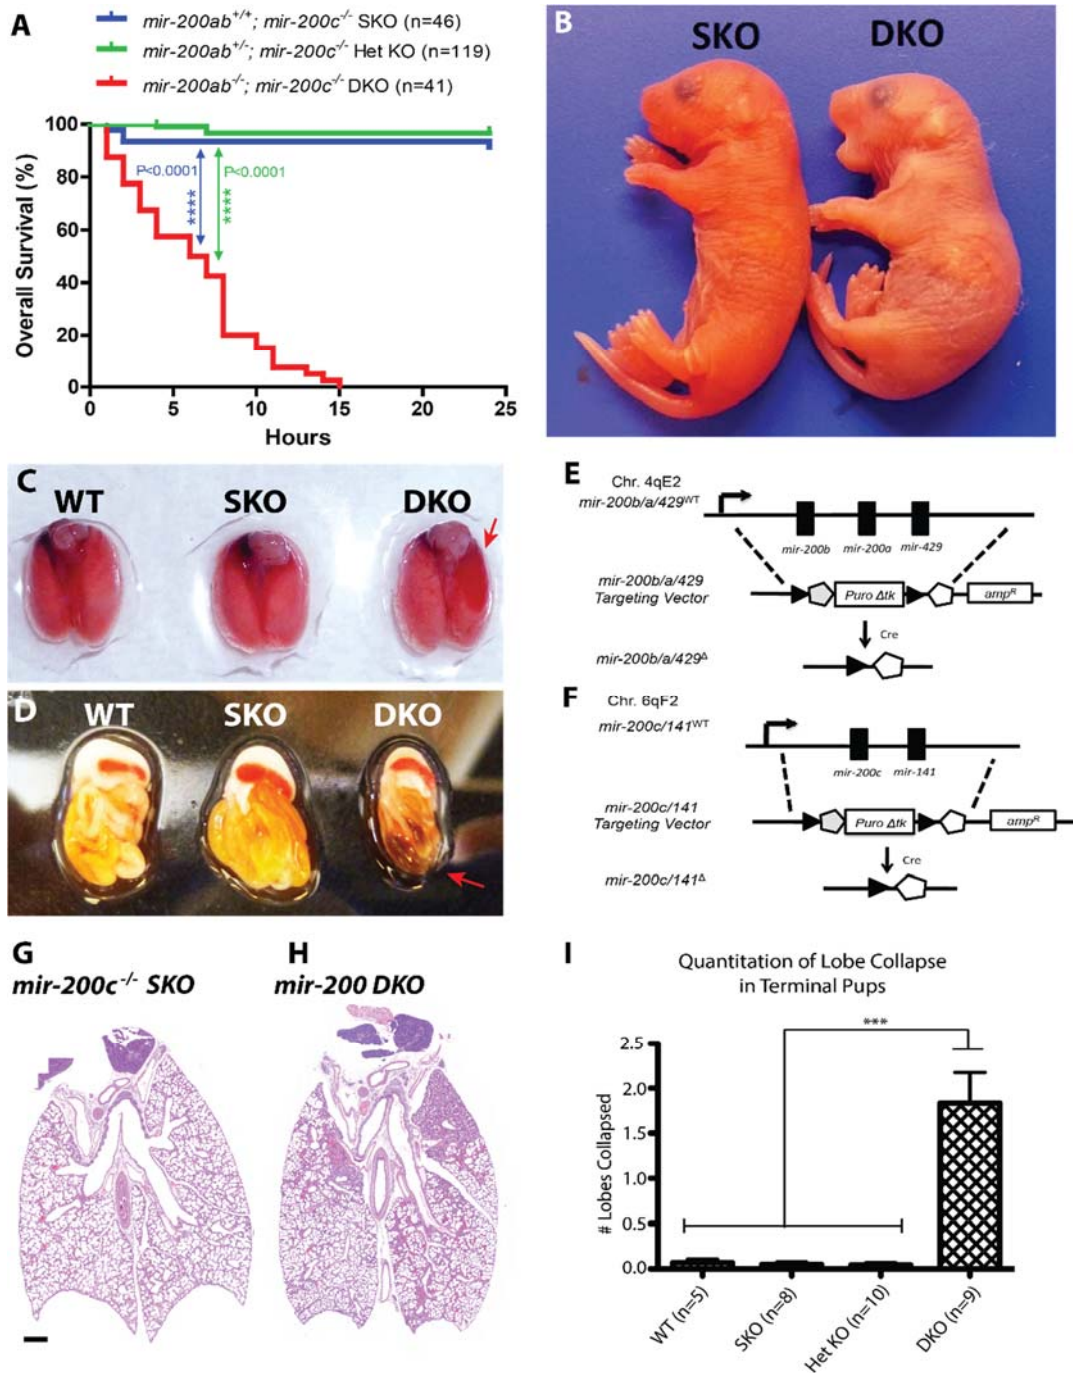 A
mir-200ab+/+; mir-200c-/- SKO (n=46)
mir-200ab+/-; mir-200c-/- Het KO (n=119)
mir-200ab-/-; mir-200c-/- DKO (n=41)
Overall Survival (%)
100
80
60
40
20
0
P<0.0001
****
P<0.0001
****
0 5 10 15 20 25
Hours
B
SKO DKO
C
WT SKO DKO
D
WT SKO DKO
E
Chr. 4qE2
mir-200b/a/429WT
mir-200b mir-200a mir-429
mir-200b/a/429
Targeting Vector
Puro Δtk
ampR
Cre
mir-200b/a/429Δ
F
Chr. 6qF2
mir-200c/141WT
mir-200c mir-141
mir-200c/141
Targeting Vector
Puro Δtk
ampR
Cre
mir-200c/141Δ
G
mir-200c-/- SKO
H
mir-200 DKO
I
Quantitation of Lobe Collapse
in Terminal Pups
***
# Lobes Collapsed
2.5
2.0
1.5
1.0
0.5
0.0
WT (n=5)
SKO (n=8)
Het KO (n=10)
DKO (n=9)